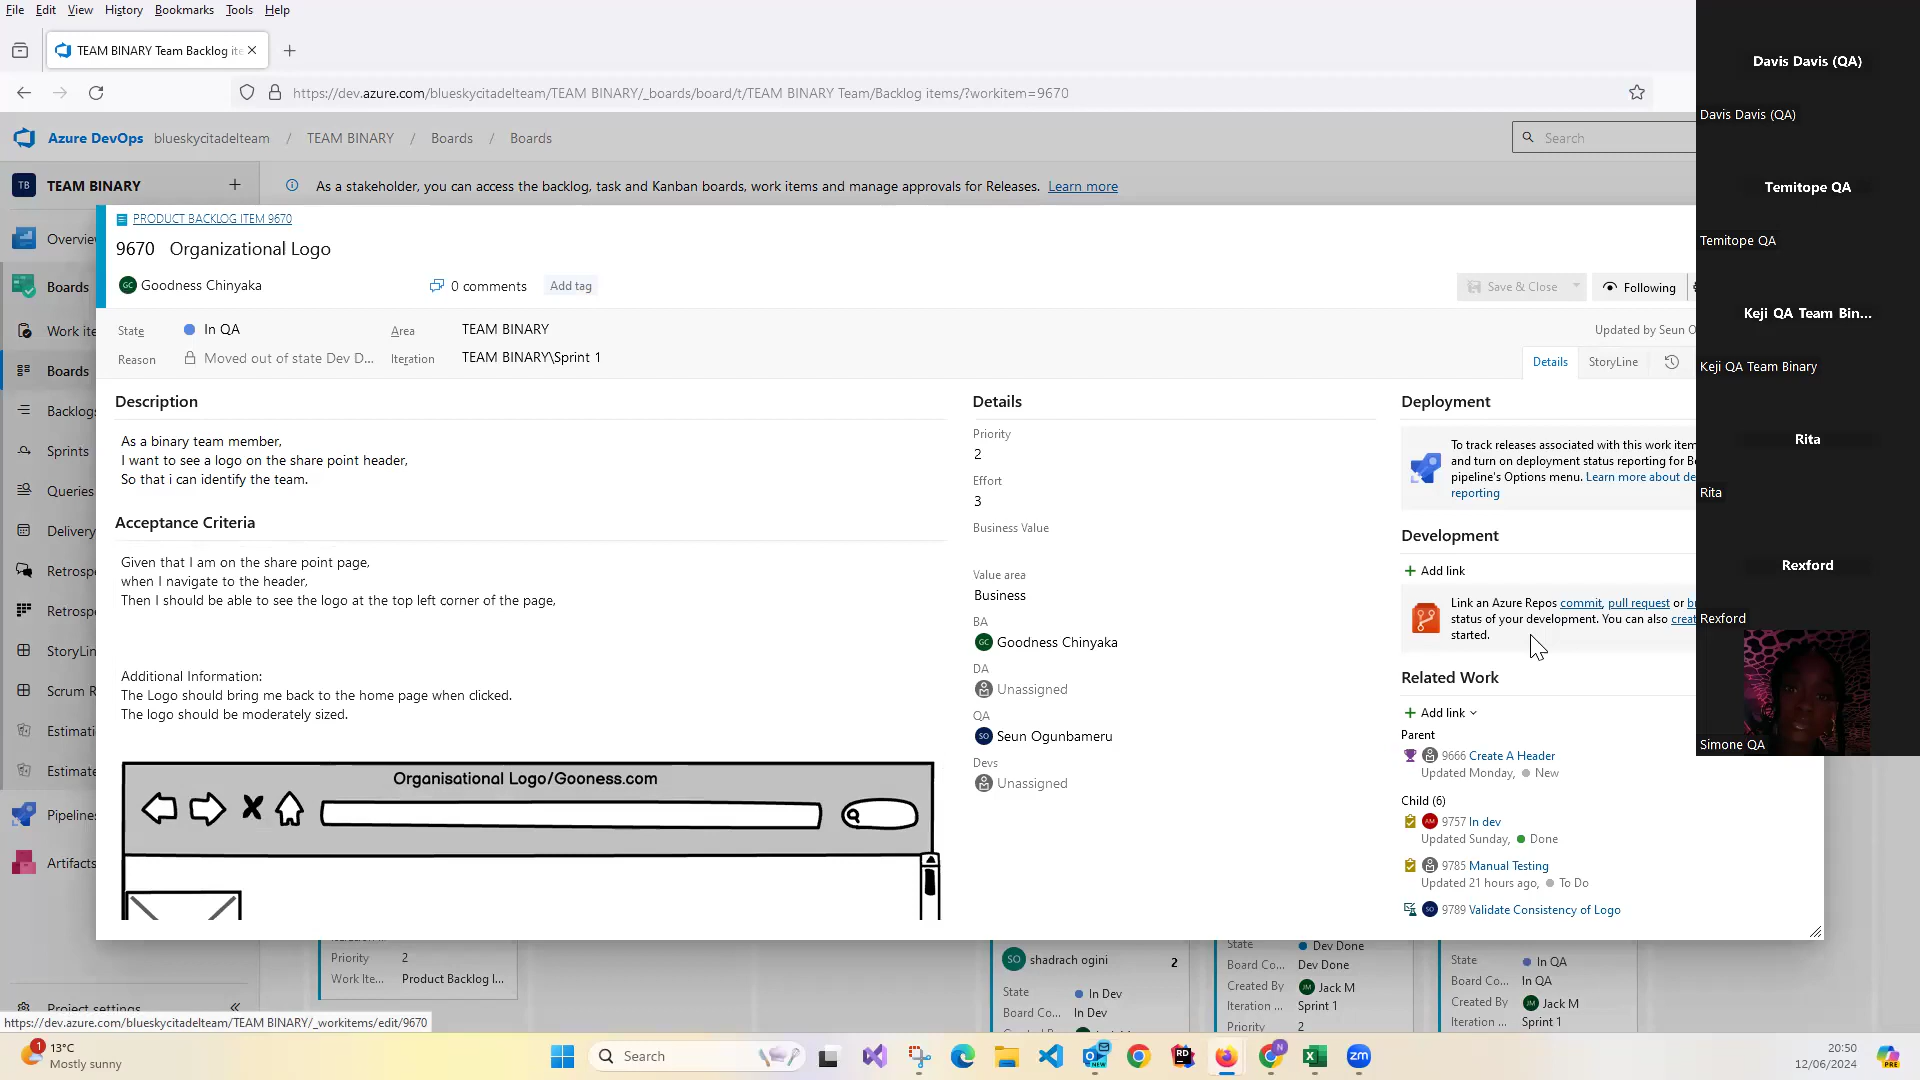 File Edit View History Bookmarks Tools Help
TEAM BINARY Team Backlog ite
https://dev.azure.com/blueskycitadelteam/TEAM BINARY/_boards/board/t/TEAM BINARY Team/Backlog items/?workitem=9670
Azure DevOps blueskycitadelteam / TEAM BINARY / Boards / Boards
Search
TB TEAM BINARY
As a stakeholder, you can access the backlog, task and Kanban boards, work items and manage approvals for Releases. Learn more
Overview
Boards
Work ite
Boards
Backlogs
Sprints
Queries
Delivery
Retrosp
Retrosp
StoryLin
Scrum R
Estimati
Estimate
Pipelines
Artifacts
Project settings
PRODUCT BACKLOG ITEM 9670
9670 Organizational Logo
GC Goodness Chinyaka
0 comments
Add tag
Save & Close
Following
State In QA
Area TEAM BINARY
Reason Moved out of state Dev D...
Iteration TEAM BINARY\Sprint 1
Updated by Seun O
Details StoryLine
Description
As a binary team member,
I want to see a logo on the share point header,
So that i can identify the team.
Acceptance Criteria
Given that I am on the share point page,
when I navigate to the header,
Then I should be able to see the logo at the top left corner of the page,
Additional Information:
The Logo should bring me back to the home page when clicked.
The logo should be moderately sized.
Organisational Logo/Gooness.com
Details
Priority
2
Effort
3
Business Value
Value area
Business
BA
GC Goodness Chinyaka
DA
Unassigned
QA
SO Seun Ogunbameru
Devs
Unassigned
Deployment
To track releases associated with this work item
and turn on deployment status reporting for Bo
pipeline's Options menu. Learn more about de
reporting
Development
Add link
Link an Azure Repos commit, pull request or b
status of your development. You can also creat
started.
Related Work
Add link
Parent
9666 Create A Header
Updated Monday, New
Child (6)
AM 9757 In dev
Updated Sunday, Done
9785 Manual Testing
Updated 21 hours ago, To Do
SO 9789 Validate Consistency of Logo
Davis Davis (QA)
Davis Davis (QA)
Temitope QA
Temitope QA
Keji QA Team Bin...
Keji QA Team Binary
Rita
Rita
Rexford
Rexford
Simone QA
Priority 2
Work Ite... Product Backlog I...
SO shadrach ogini 2
State In Dev
Board Co... In Dev
State Dev Done
Board Co... Dev Done
Created By JM Jack M
Iteration ... Sprint 1
Priority 2
State In QA
Board Co... In QA
Created By JM Jack M
Iteration ... Sprint 1
https://dev.azure.com/blueskycitadelteam/TEAM BINARY/_workitems/edit/9670
1
13°C
Mostly sunny
Search
NEW
RD
N
zm
20:50
12/06/2024
PRE